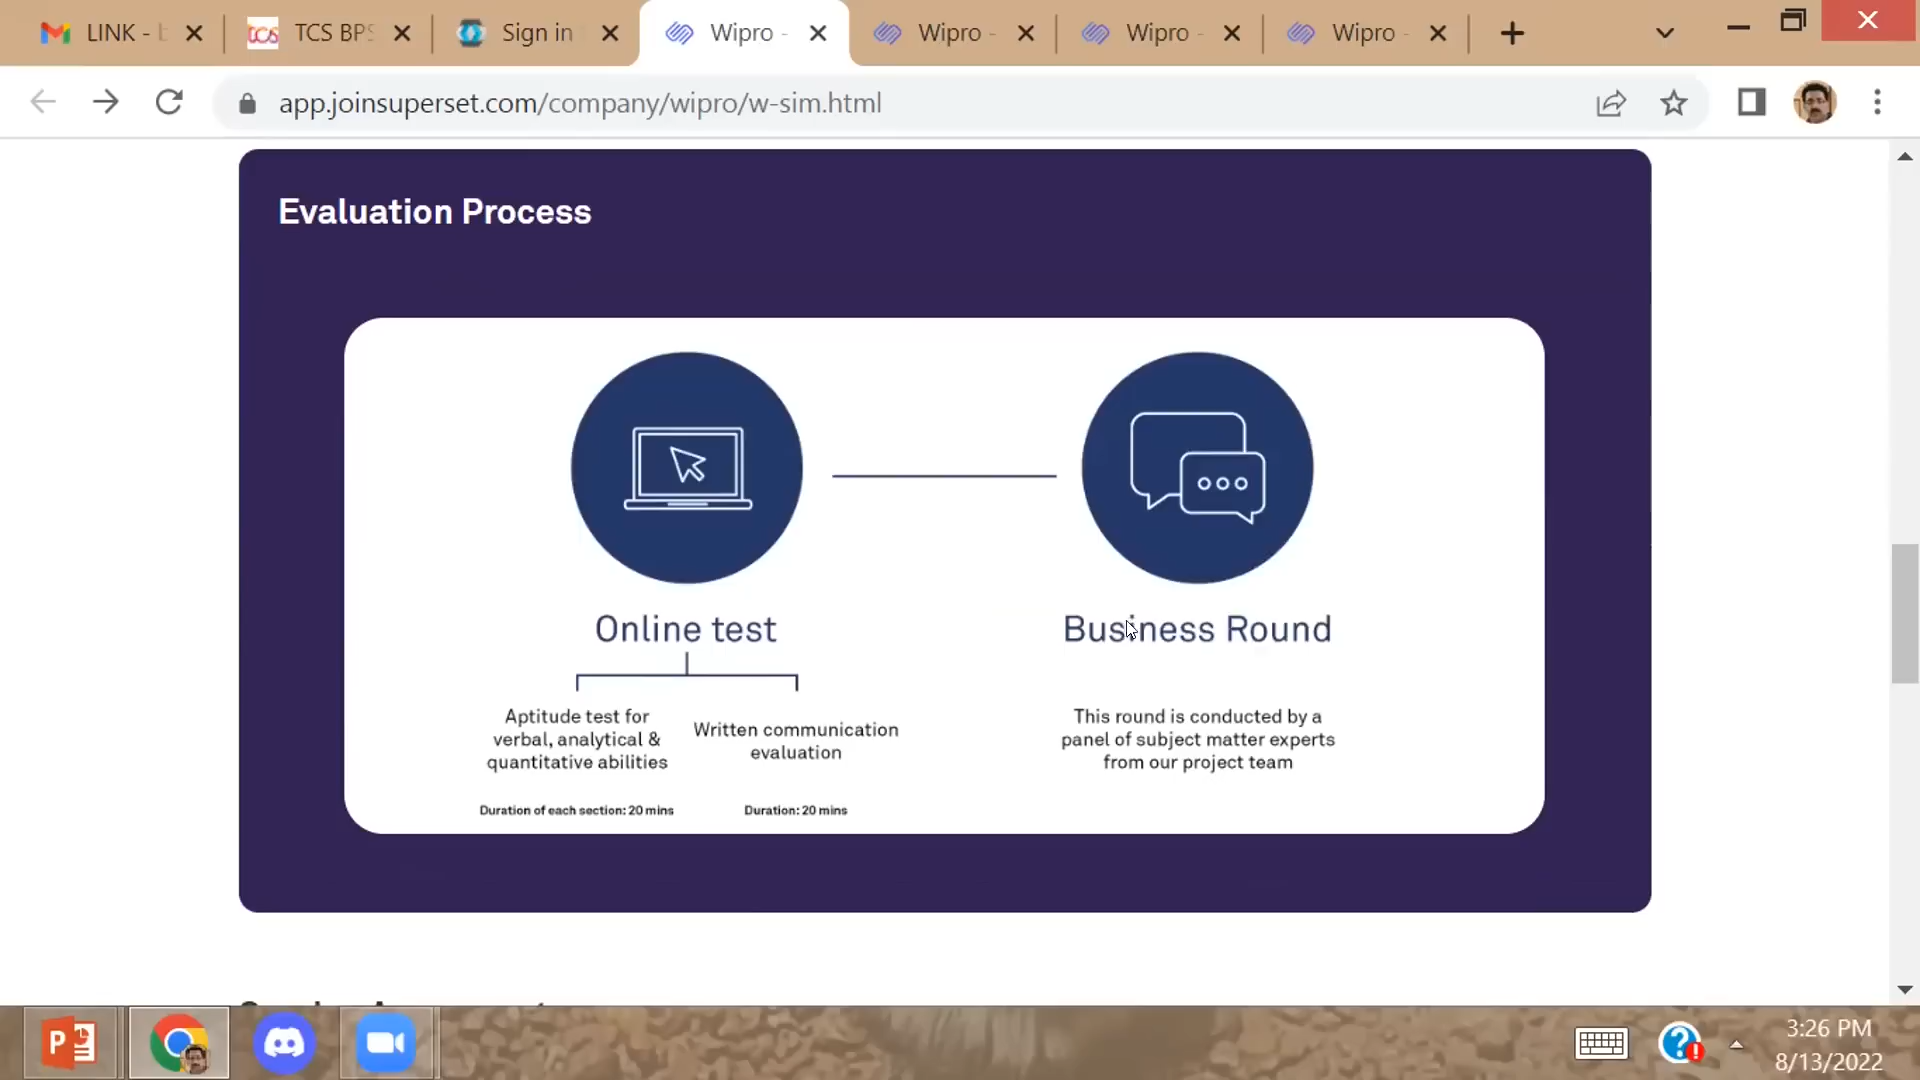 LINK -
TCS BPS
Sign in
Wipro -
Wipro -
Wipro -
Wipro -
app.joinsuperset.com/company/wipro/w-sim.html
Evaluation Process
Online test
Business Round
Aptitude test for
verbal, analytical &
quantitative abilities
Written communication
evaluation
This round is conducted by a
panel of subject matter experts
from our project team
Duration of each section: 20 mins
Duration: 20 mins
3:26 PM
8/13/2022